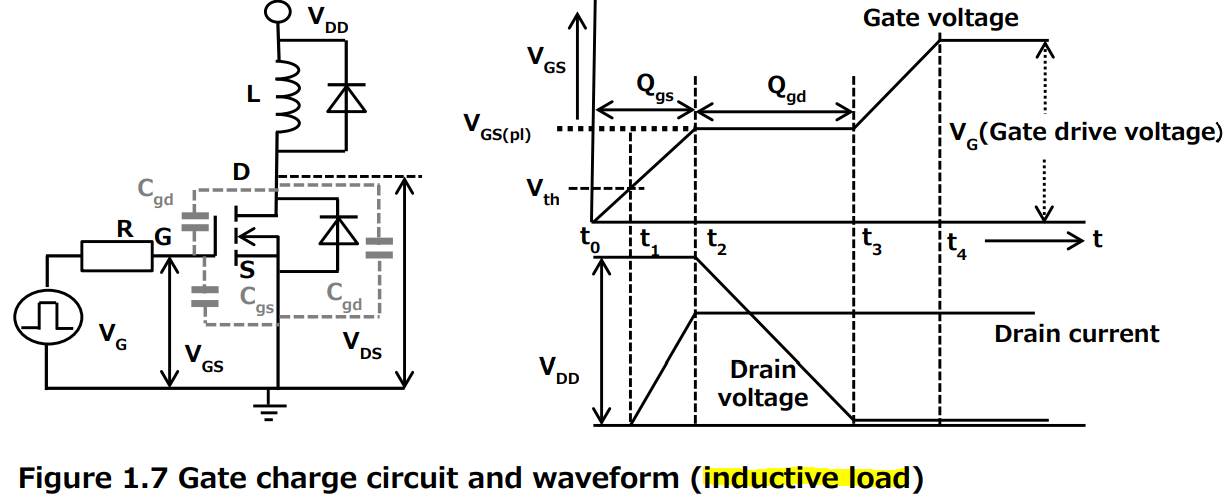 VDD
L
D
Cgd
R
G
S
Cgs
Cgd
VG
VGS
VDS
Gate voltage
VGS
Qgs
Qgd
VGS(pl)
VG(Gate drive voltage)
Vth
t0
t1
t2
t3
t4
t
Drain current
VDD
Drain
voltage
Figure 1.7 Gate charge circuit and waveform (inductive load)